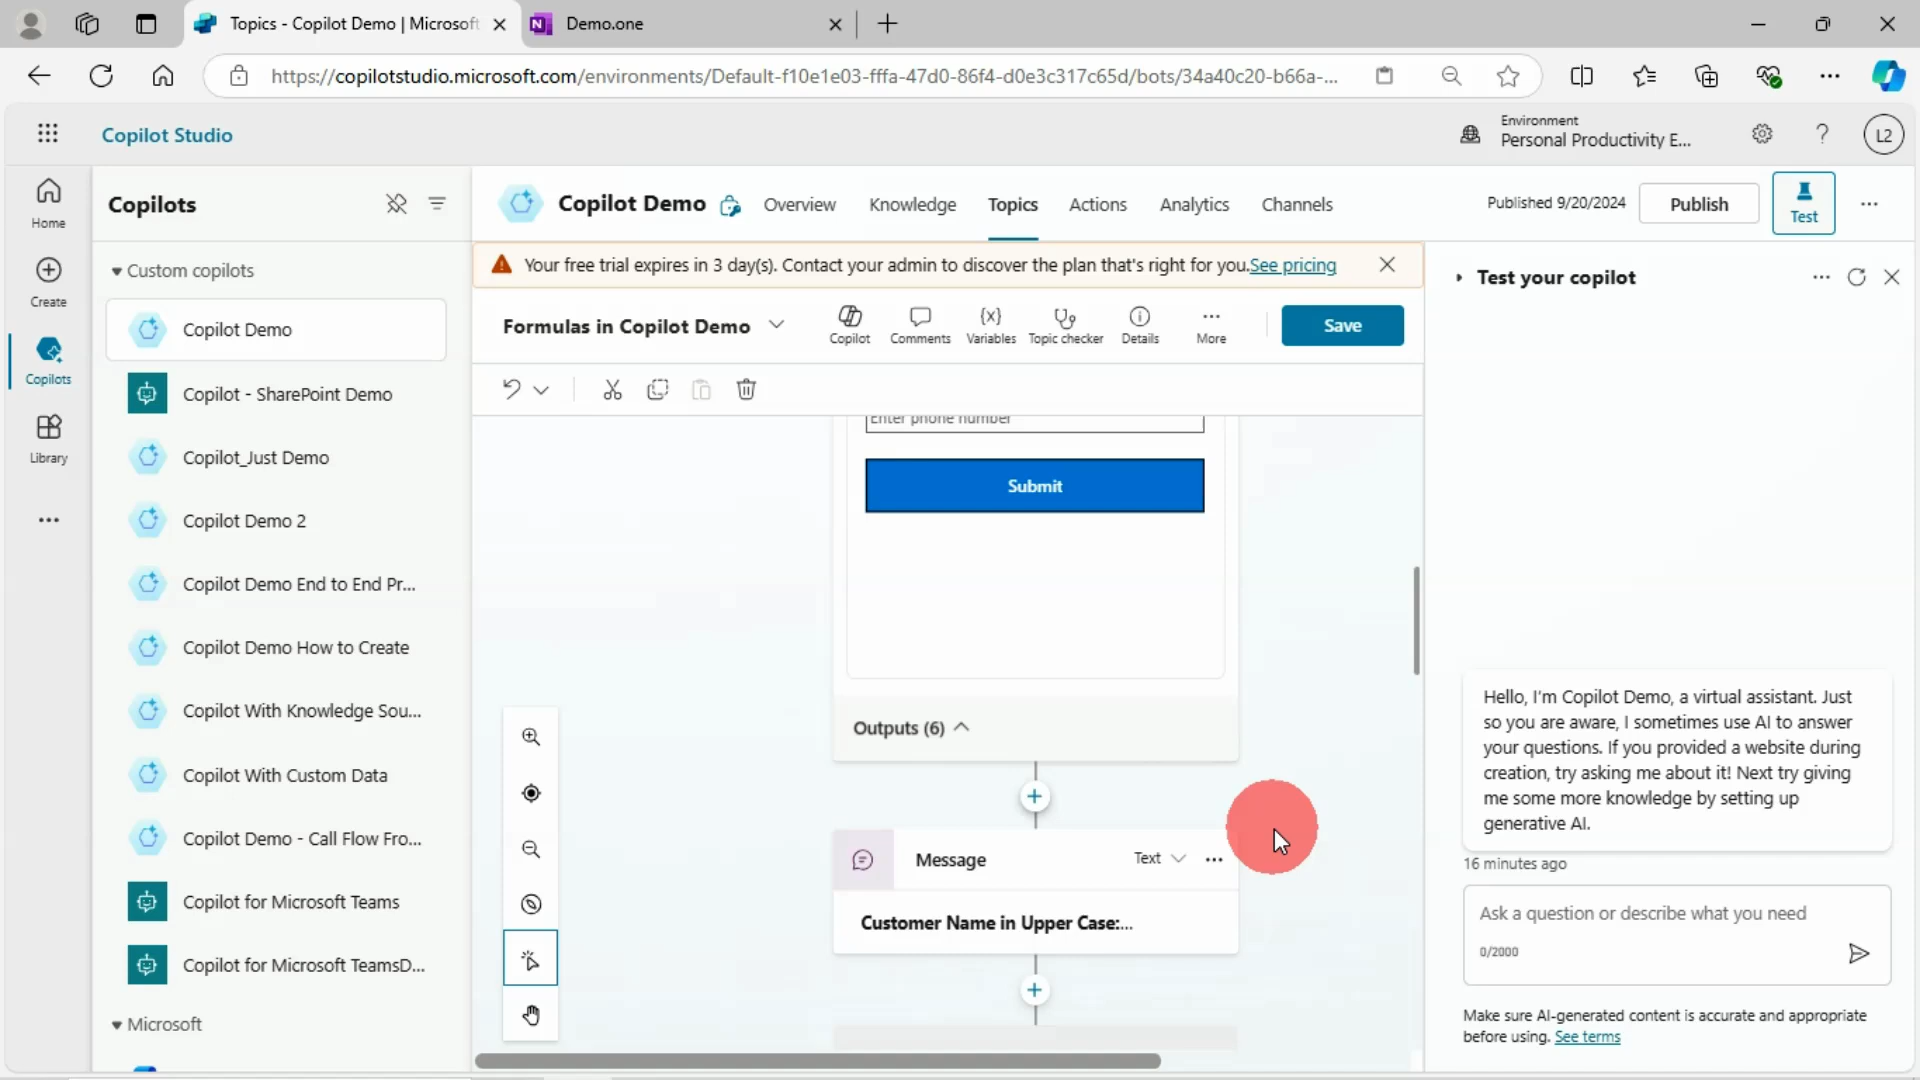 Topics - Copilot Demo | Microsoft
Demo.one
https://copilotstudio.microsoft.com/environments/Default-f10e1e03-fffa-47d0-86f4-d0e3c317c65d/bots/34a40c20-b66a-...
Copilot Studio
Environment
Personal Productivity E...
L2
Home
Create
Copilots
Library
Copilots
Custom copilots
Copilot Demo
Copilot - SharePoint Demo
Copilot_Just Demo
Copilot Demo 2
Copilot Demo End to End Pr...
Copilot Demo How to Create
Copilot With Knowledge Sou...
Copilot With Custom Data
Copilot Demo - Call Flow Fro...
Copilot for Microsoft Teams
Copilot for Microsoft TeamsD...
Microsoft
Copilot Demo
Overview
Knowledge
Topics
Actions
Analytics
Channels
Published 9/20/2024
Publish
Test
Your free trial expires in 3 day(s). Contact your admin to discover the plan that's right for you.See pricing
Formulas in Copilot Demo
Copilot
Comments
{x}
Variables
Topic checker
Details
More
Save
Enter phone number
Submit
Outputs (6)
Message
Text
Customer Name in Upper Case:...
Test your copilot
Hello, I'm Copilot Demo, a virtual assistant. Just
so you are aware, I sometimes use AI to answer
your questions. If you provided a website during
creation, try asking me about it! Next try giving
me some more knowledge by setting up
generative AI.
16 minutes ago
Ask a question or describe what you need
0/2000
Make sure AI-generated content is accurate and appropriate
before using. See terms